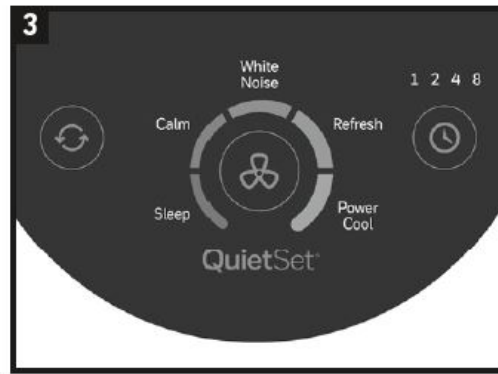 3
White
Noise
1 2 4 8
Calm
Refresh
Sleep
Power
Cool
QuietSet®